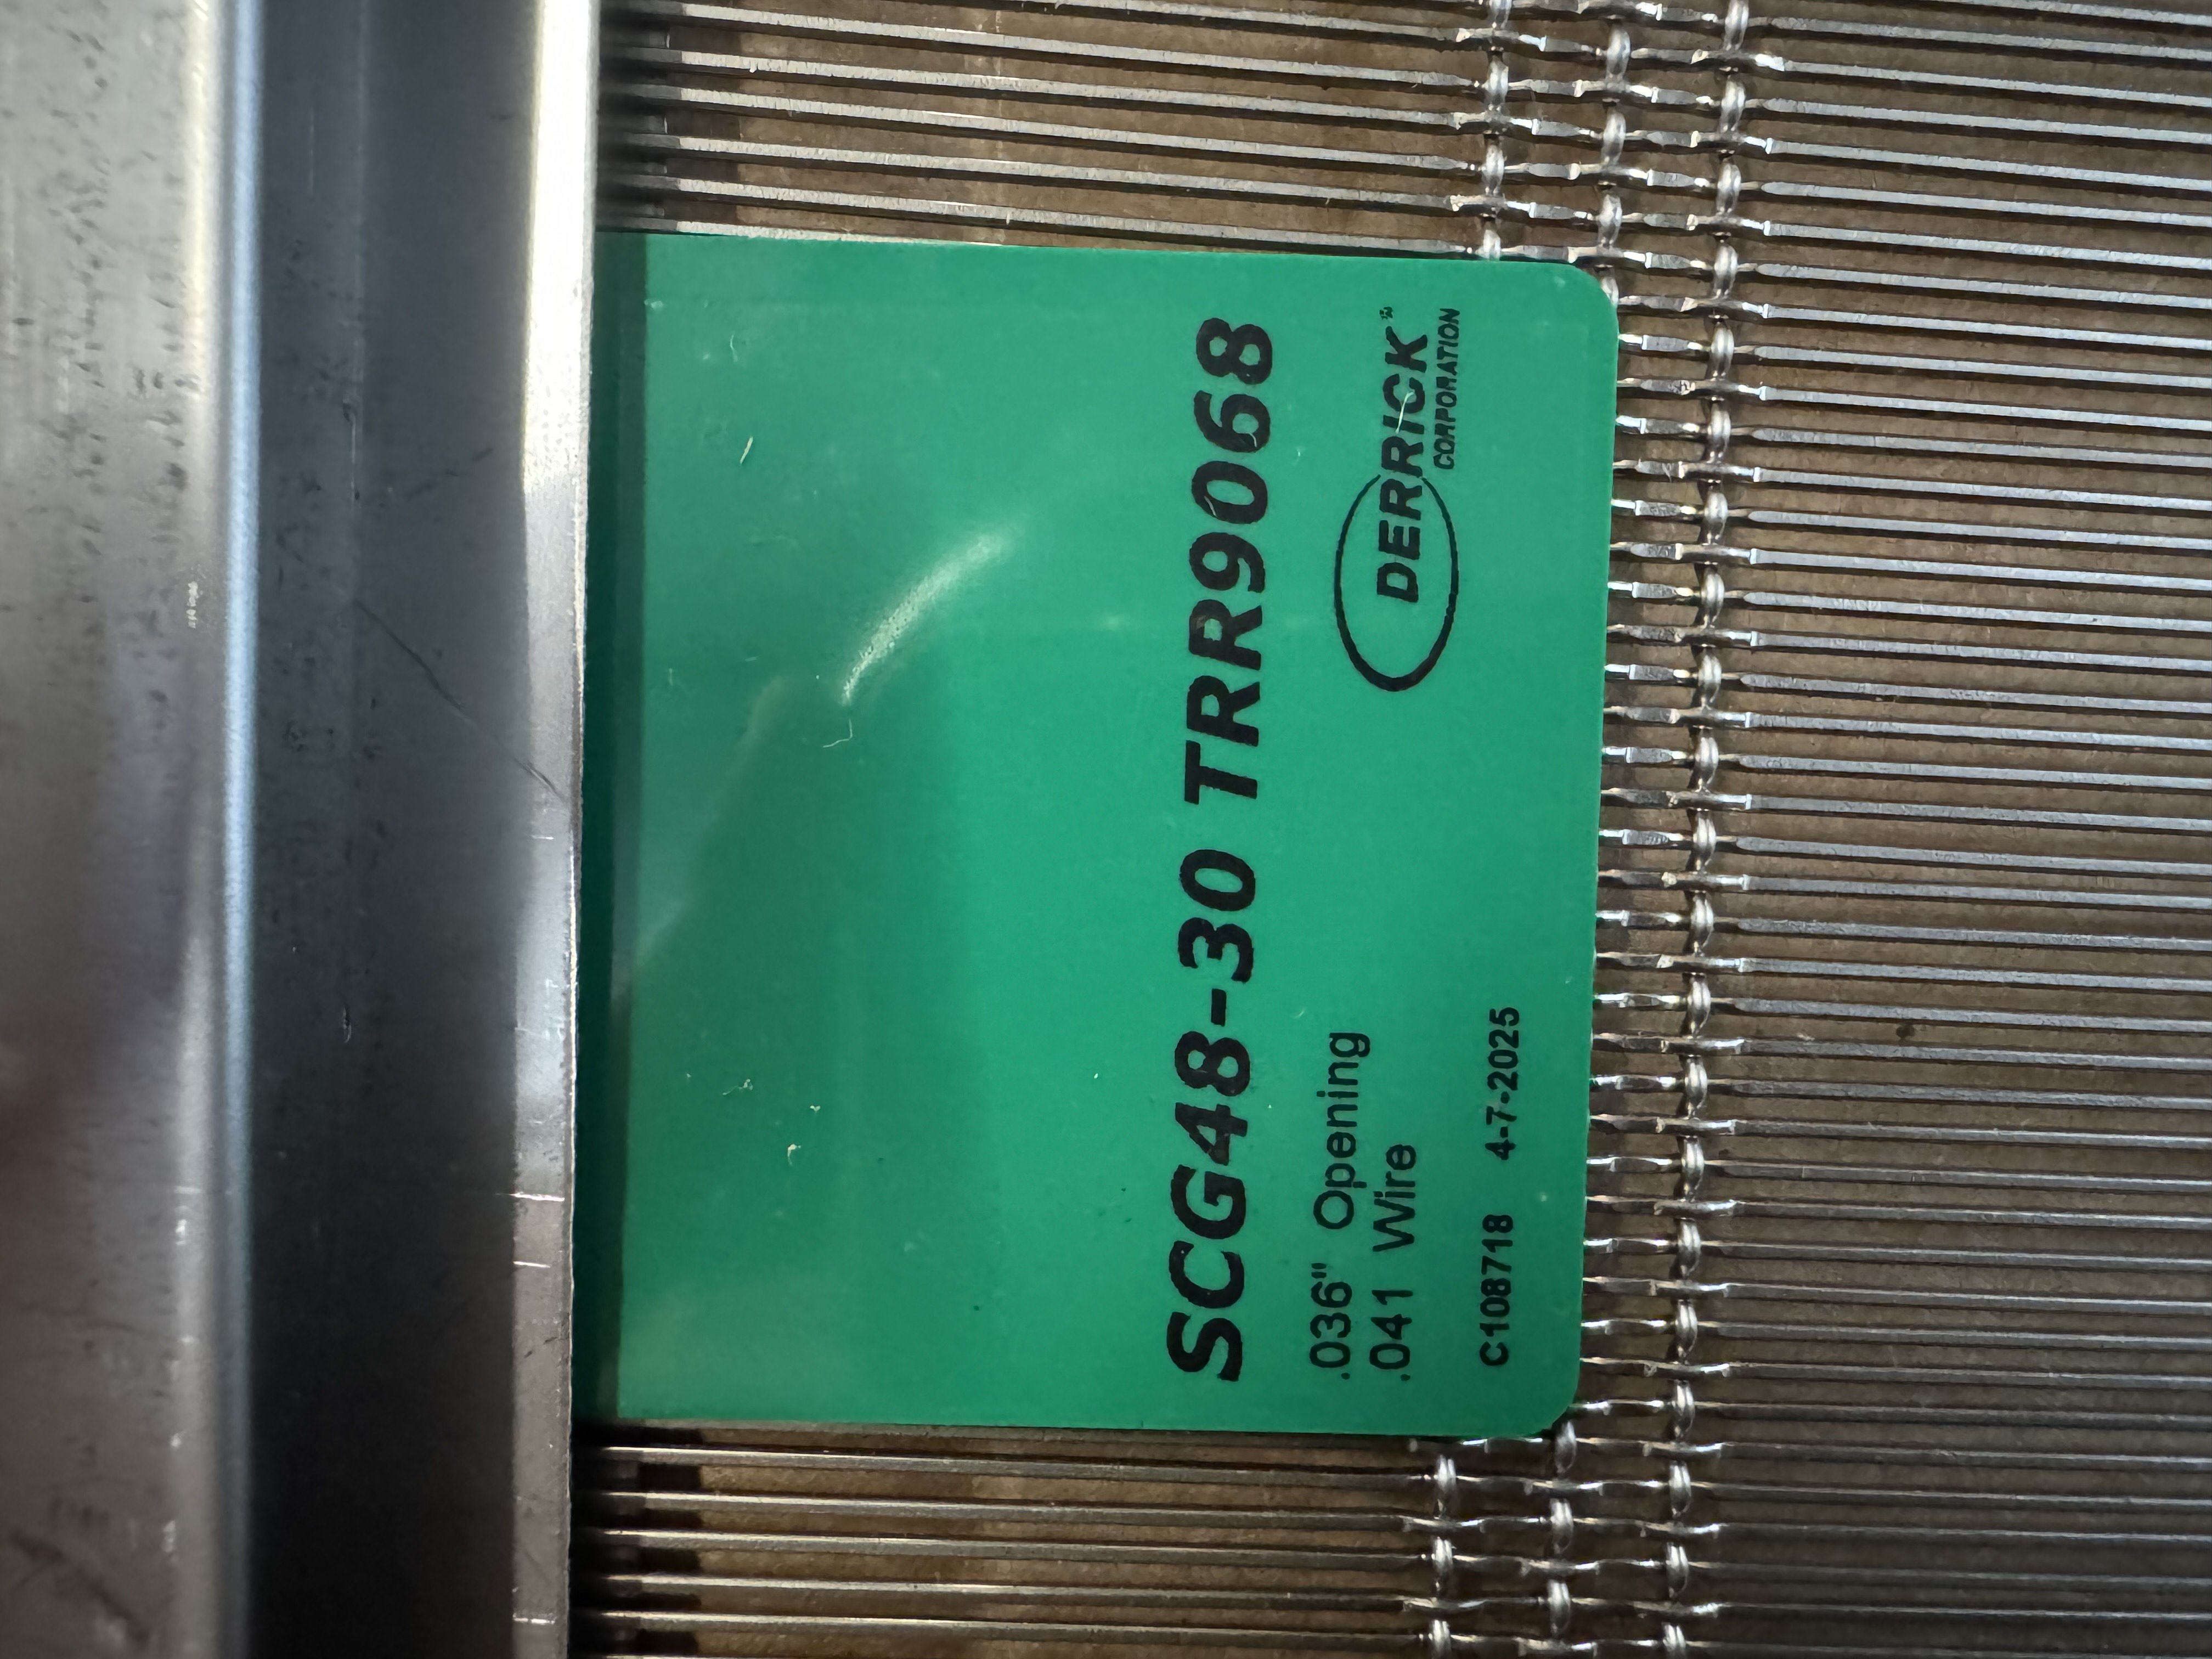 SCG48-30 TRR9068
.036" Opening
.041 Wire
DERRICK
CORPORATION
C108718 4-7-2025